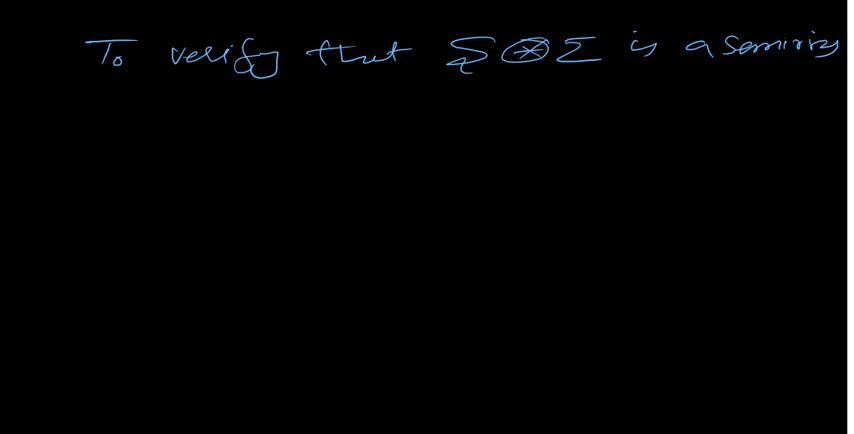 To verify that ξ ⊛ Σ is a semiring